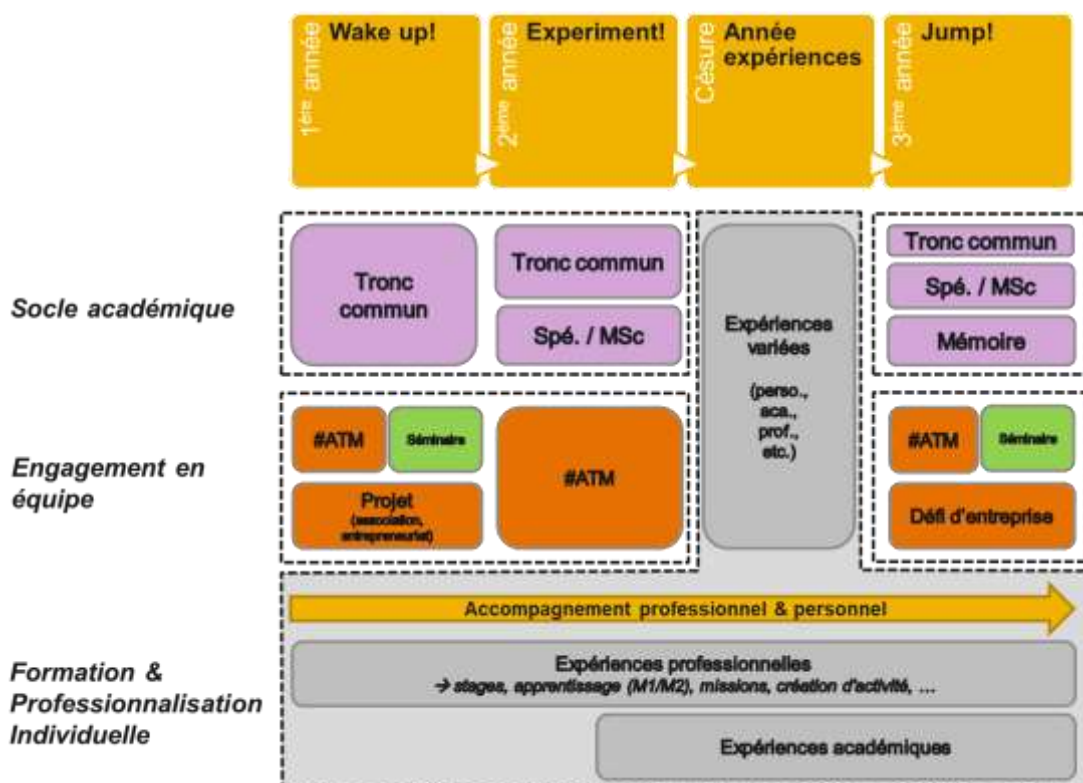 1ère année
Wake up!
2ème année
Experiment!
Césure
Année
expériences
3ème année
Jump!
Socle académique
Tronc
commun
Tronc commun
Spé. / MSc
Expériences
variées
(perso.,
aca.,
prof.,
etc.)
Tronc commun
Spé. / MSc
Mémoire
Engagement en
équipe
#ATM
Séminaire
Projet
(association,
entrepreneuriat)
#ATM
#ATM
Séminaire
Défi d'entreprise
Accompagnement professionnel & personnel
Formation &
Professionnalisation
Individuelle
Expériences professionnelles
→ stages, apprentissage (M1/M2), missions, création d'activité, ...
Expériences académiques